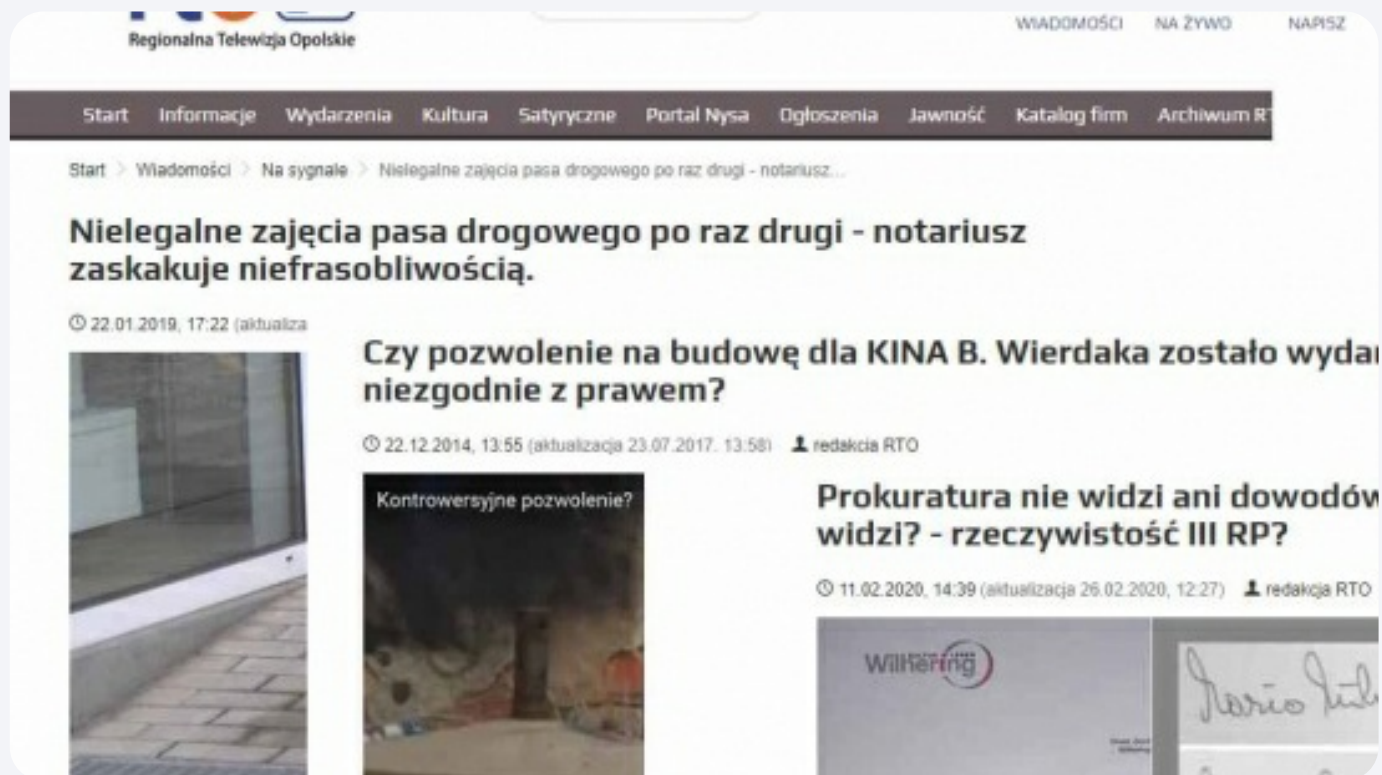 Regionalna Telewizja Opolskie
WIADOMOŚCI NA ŻYWO NAPISZ
Start Informacje Wydarzenia Kultura Satyryczne Portal Nysa Ogłoszenia Jawność Katalog firm Archiwum
Start > Wiadomości > Na sygnale > Nielegalne zajęcia pasa drogowego po raz drugi - notariusz...
Nielegalne zajęcia pasa drogowego po raz drugi - notariusz
zaskakuje niefrasobliwością.
22.01.2019, 17:22 (aktualiza
Czy pozwolenie na budowę dla KINA B. Wierdaka zostało wydan
niezgodnie z prawem?
22.12.2014, 13:55 (aktualizacja 23.07.2017. 13:58) redakcja RTO
Kontrowersyjne pozwolenie?
Prokuratura nie widzi ani dowodów
widzi? - rzeczywistość III RP?
11.02.2020, 14:39 (aktualizacja 26.02.2020, 12:27) redakcja RTO
Wilhering